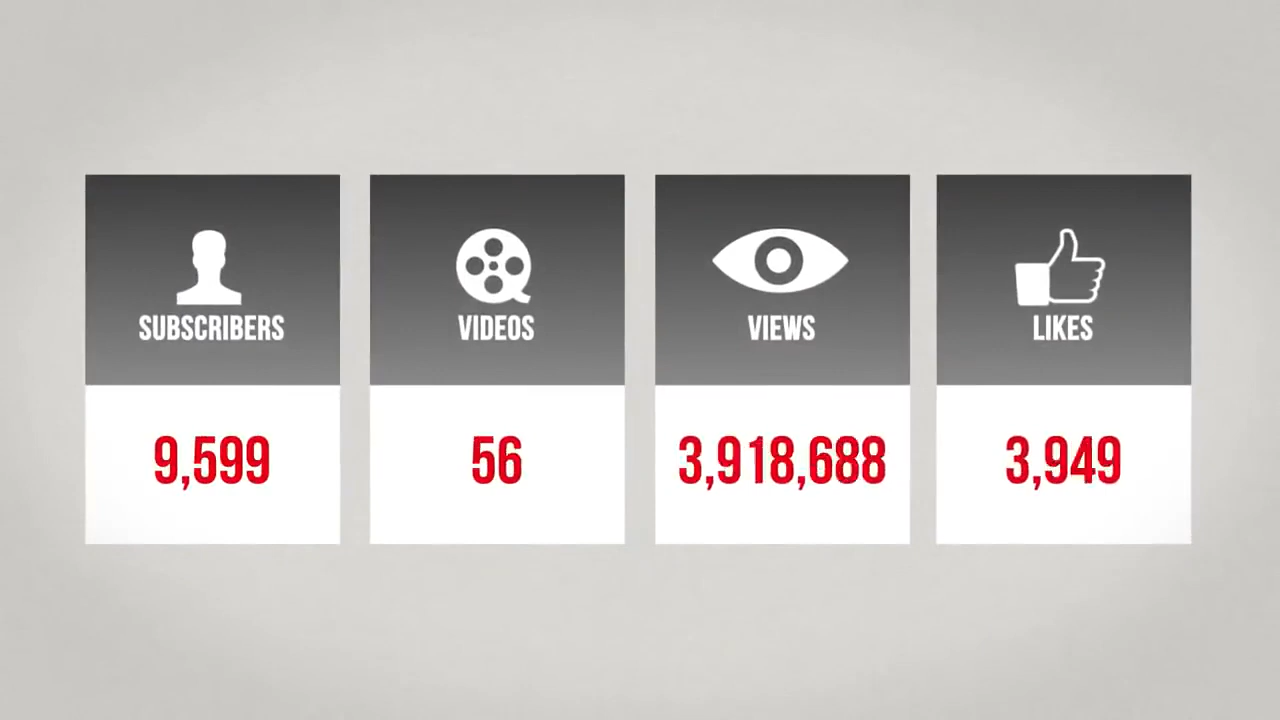 SUBSCRIBERS
9,599
VIDEOS
56
VIEWS
3,918,688
LIKES
3,949